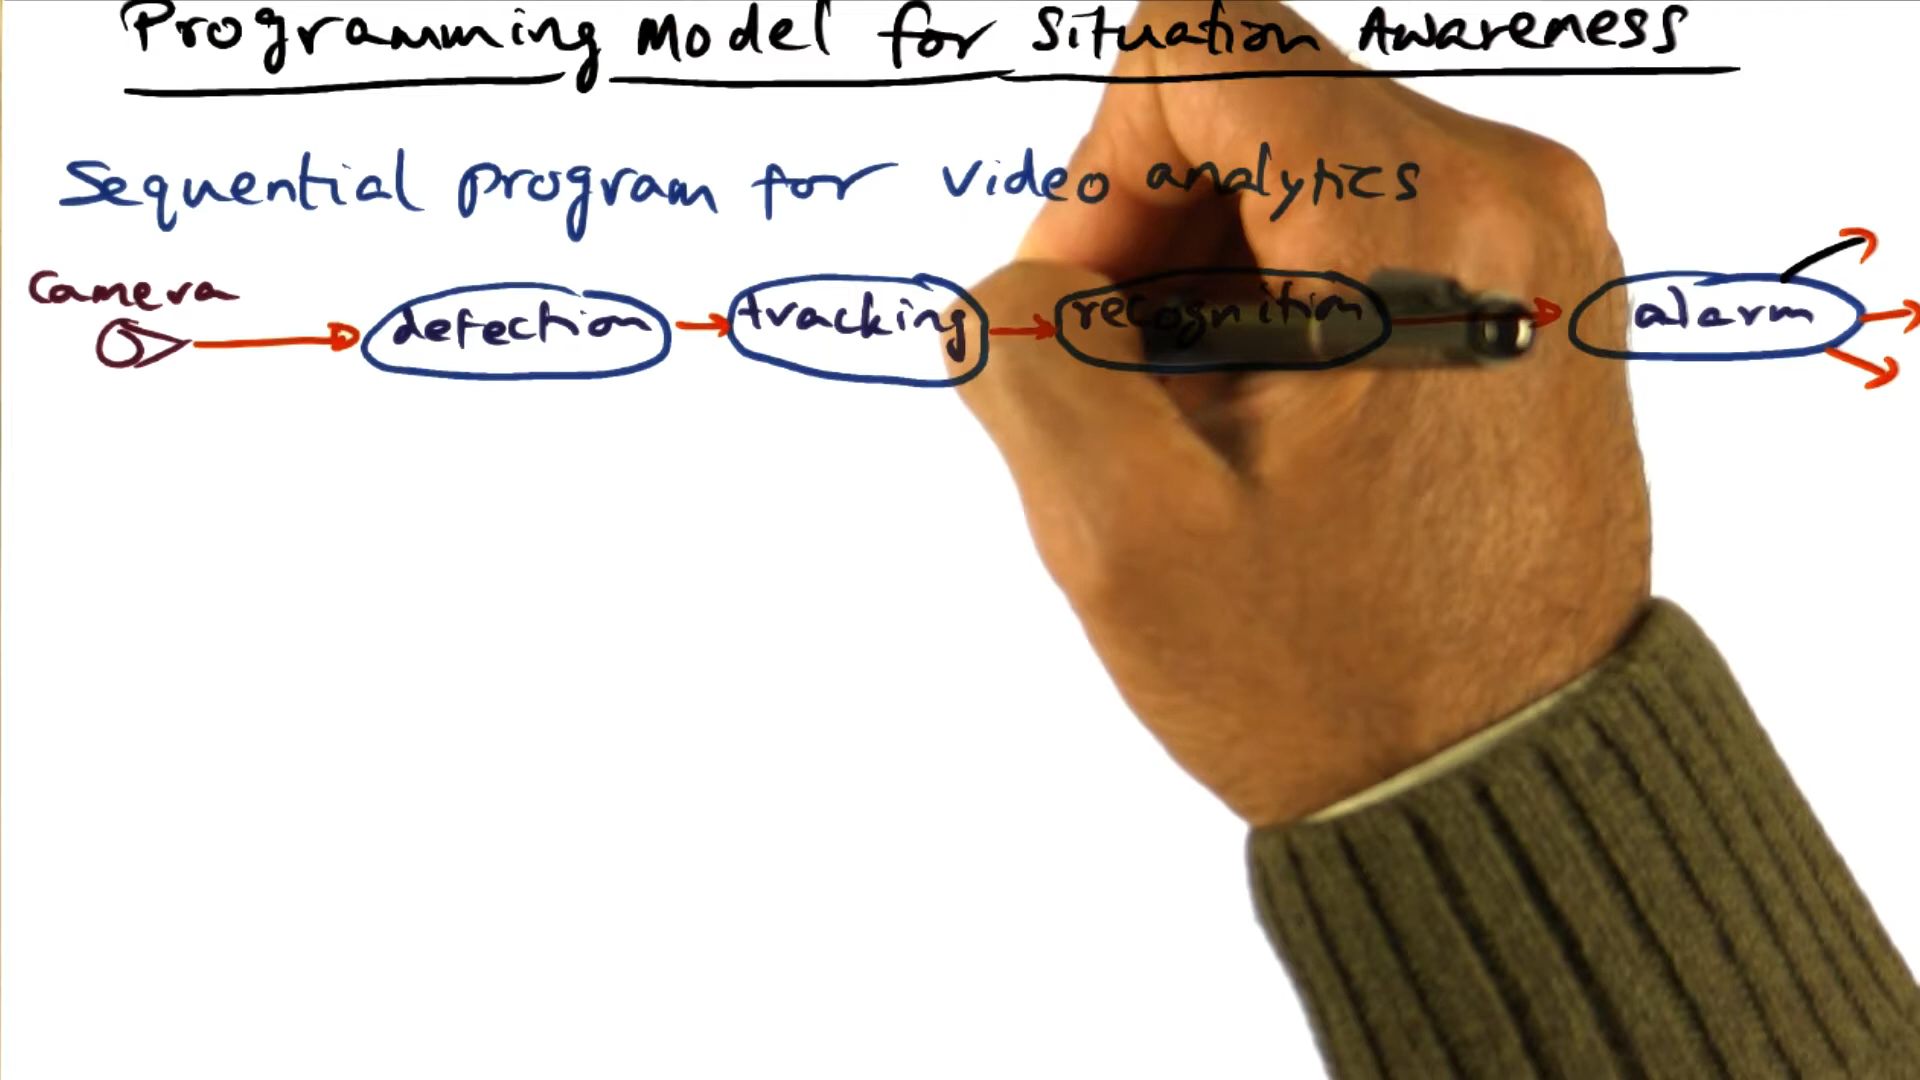 Programming Model for Situation Awareness
Sequential program for video analytics
Camera
detection tracking recognition alarm